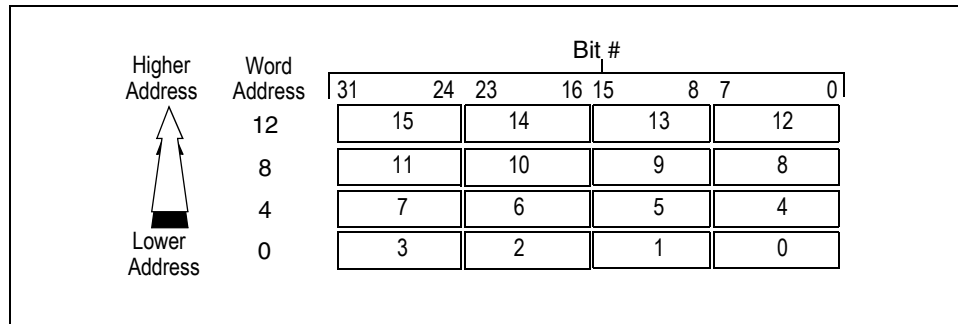 Bit #
Higher Address
Word Address
31 24 23 16 15 8 7 0
12 15 14 13 12
8 11 10 9 8
4 7 6 5 4
0 3 2 1 0
Lower Address